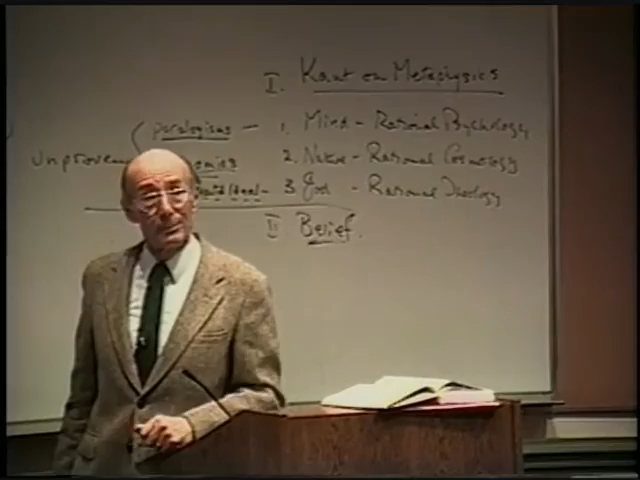 I. Kant on Metaphysics
paralogisms — 1. Mind - Rational Psychology
unproven 2. Nature - Rational Cosmology
Ideal - 3. God - Rational Theology
II Belief.